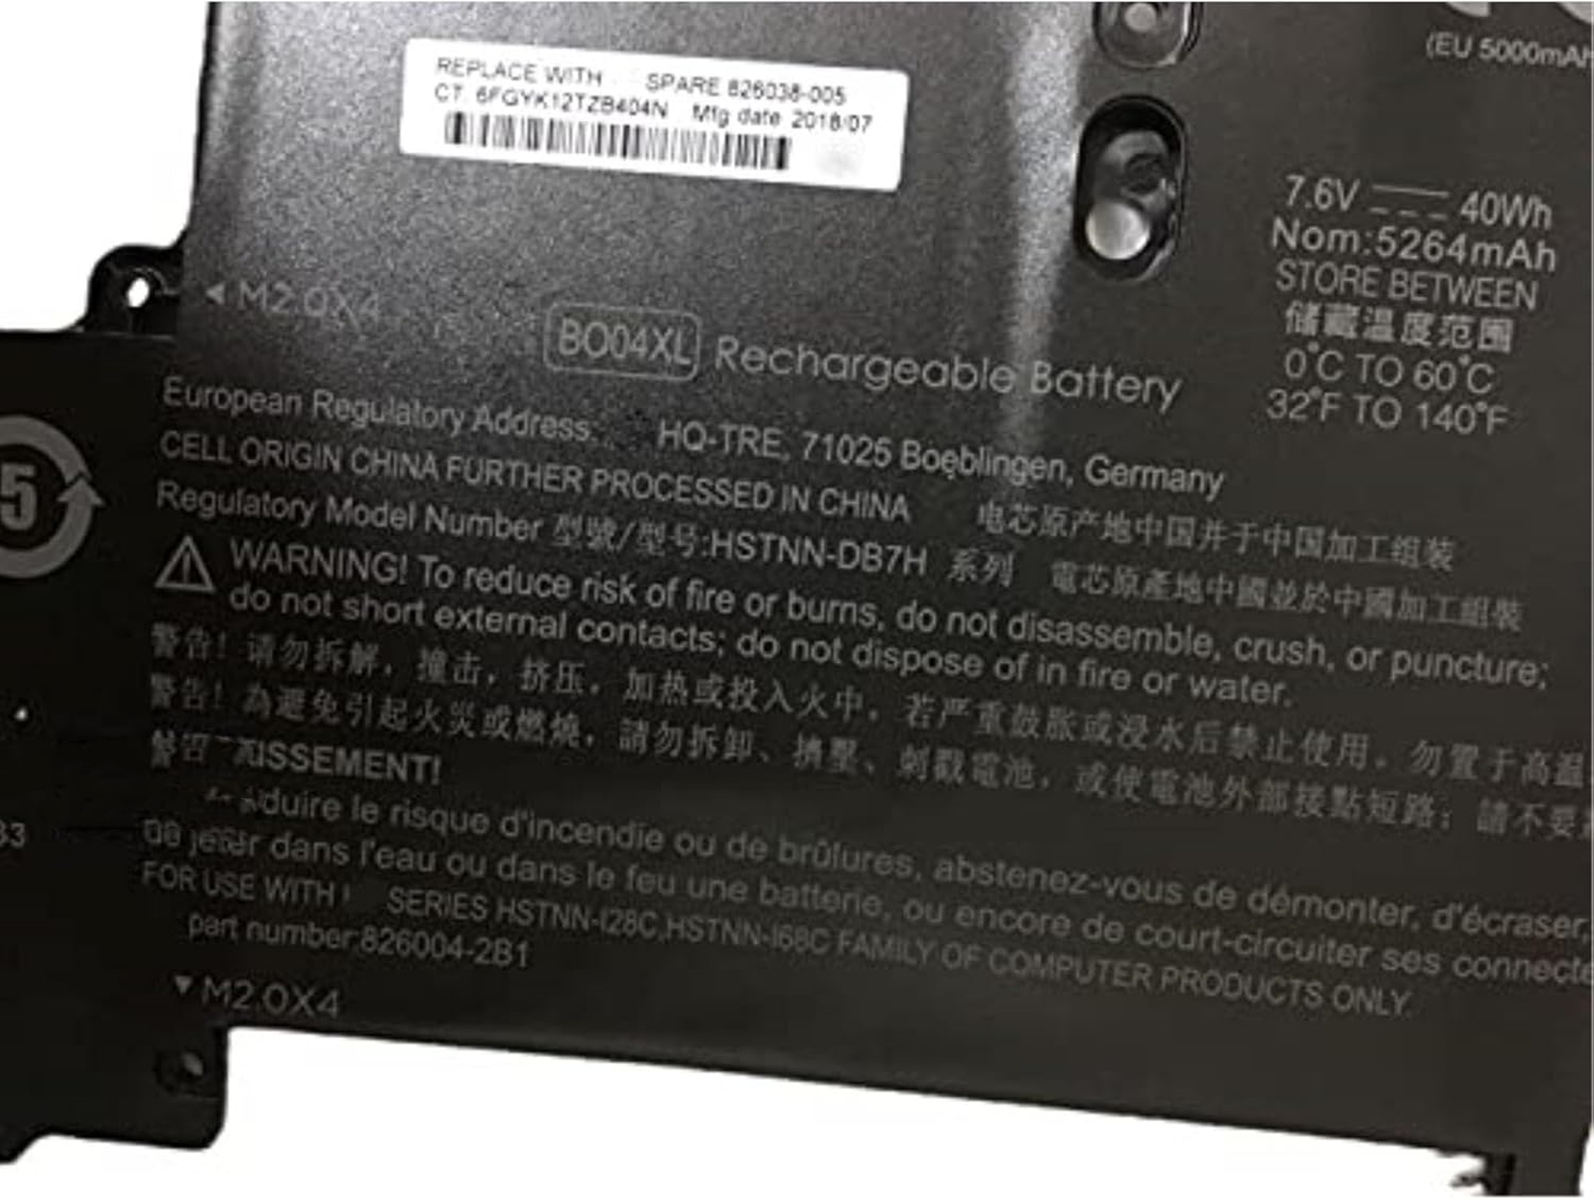 (EU 5000mAh
REPLACE WITH SPARE 826038-005
CT: 6FGYK12TZB404N Mfg date 2018/07
7.6V 40Wh
Nom:5264mAh
STORE BETWEEN
储藏温度范围
0°C TO 60°C
32°F TO 140°F
◄M2.0X4
BO04XL Rechargeable Battery
European Regulatory Address: HQ-TRE, 71025 Boeblingen, Germany
CELL ORIGIN CHINA FURTHER PROCESSED IN CHINA 电芯原产地中国并于中国加工组装
Regulatory Model Number 型號/型号:HSTNN-DB7H 系列 電芯原產地中國並於中國加工組裝
5
WARNING! To reduce risk of fire or burns, do not disassemble, crush, or puncture;
do not short external contacts; do not dispose of in fire or water.
警告! 请勿拆解，撞击，挤压，加热或投入火中，若严重鼓胀或浸水后禁止使用。勿置于高温
警告! 為避免引起火災或燃燒，請勿拆卸、擠壓、刺戳電池，或使電池外部接點短路；請不要
ISSEMENT!
duire le risque d'incendie ou de brûlures, abstenez-vous de démonter, d'écraser,
de jeter dans l'eau ou dans le feu une batterie, ou encore de court-circuiter ses connecte
FOR USE WITH SERIES HSTNN-I28C,HSTNN-I68C FAMILY OF COMPUTER PRODUCTS ONLY.
part number:826004-2B1
▼M2.0X4